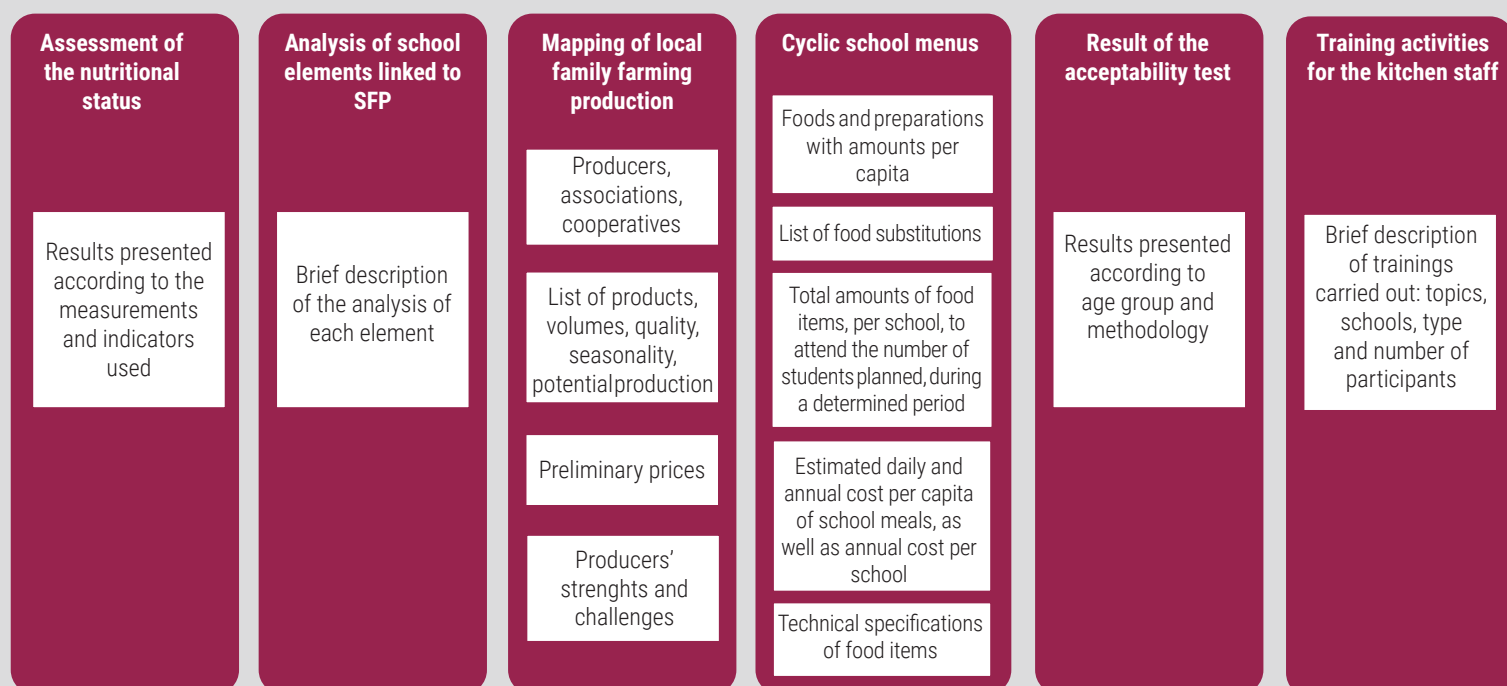 Assessment of
the nutritional
status
Results presented
according to the
measurements
and indicators
used
Analysis of school
elements linked to
SFP
Brief description
of the analysis of
each element
Mapping of local
family farming
production
Producers,
associations,
cooperatives
List of products,
volumes, quality,
seasonality,
potential production
Preliminary prices
Producers’
strenghts and
challenges
Cyclic school menus
Foods and preparations
with amounts per
capita
List of food substitutions
Total amounts of food
items, per school, to
attend the number of
students planned, during
a determined period
Estimated daily and
annual cost per capita
of school meals, as
well as annual cost per
school
Technical specifications
of food items
Result of the
acceptability test
Results presented
according to
age group and
methodology
Training activities
for the kitchen staff
Brief description
of trainings
carried out: topics,
schools, type
and number of
participants